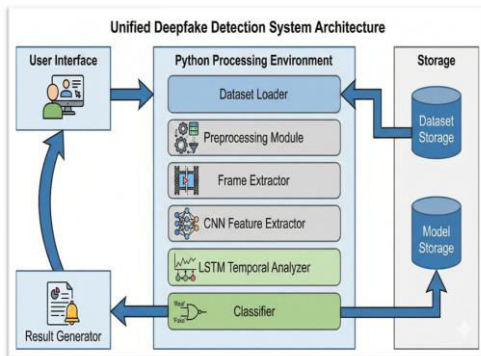 Unified Deepfake Detection System Architecture
User Interface
Python Processing Environment
Storage
Dataset Loader
Preprocessing Module
Frame Extractor
CNN Feature Extractor
LSTM Temporal Analyzer
Classifier
Real
Fake
Dataset
Storage
Model
Storage
Result Generator